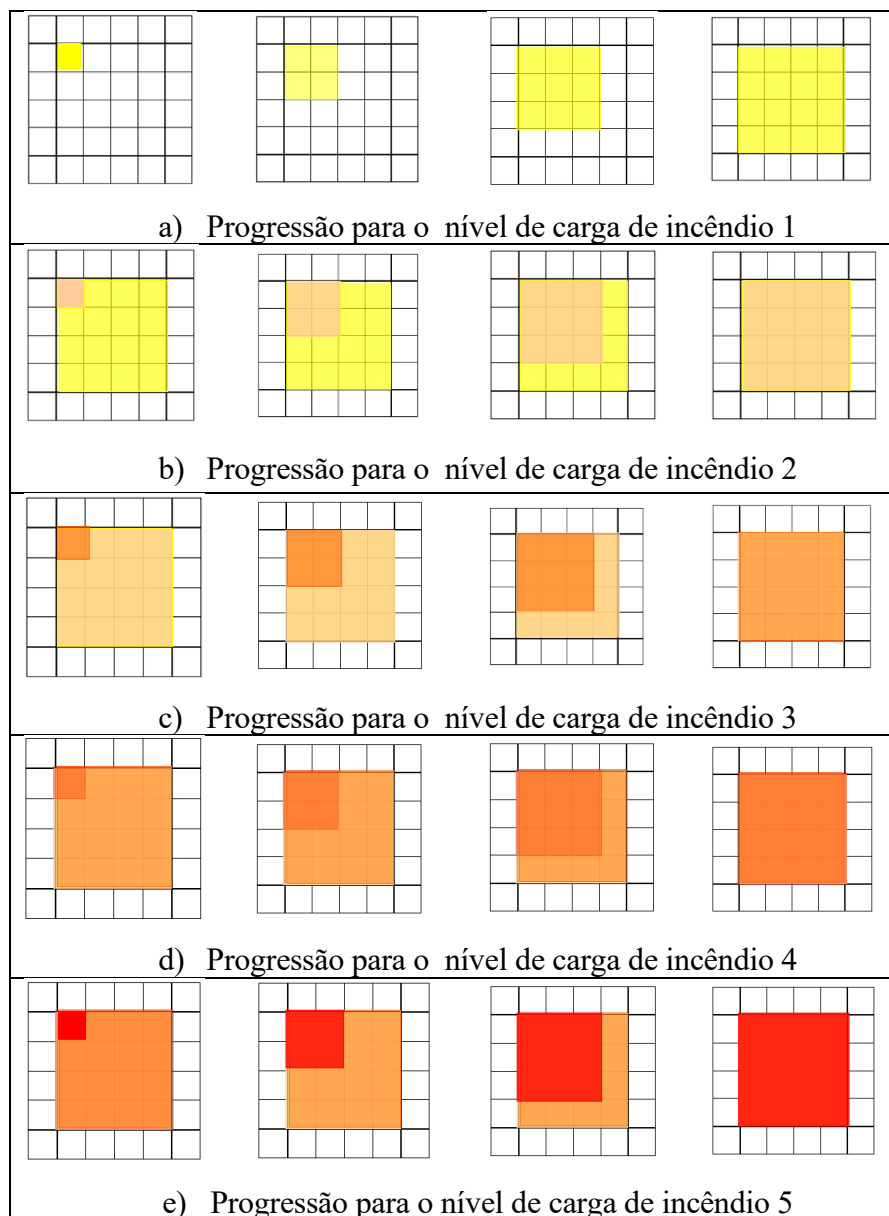 a) Progressão para o nível de carga de incêndio 1
b) Progressão para o nível de carga de incêndio 2
c) Progressão para o nível de carga de incêndio 3
d) Progressão para o nível de carga de incêndio 4
e) Progressão para o nível de carga de incêndio 5